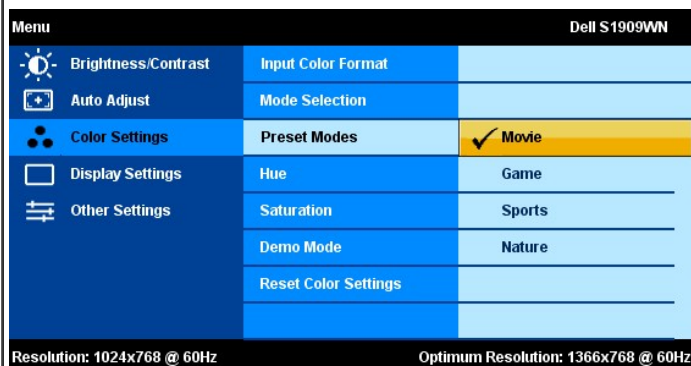 Menu Dell S1909WN
Brightness/Contrast Input Color Format
Auto Adjust Mode Selection
Color Settings Preset Modes Movie
Display Settings Hue Game
Other Settings Saturation Sports
Demo Mode Nature
Reset Color Settings
Resolution: 1024x768 @ 60Hz Optimum Resolution: 1366x768 @ 60Hz